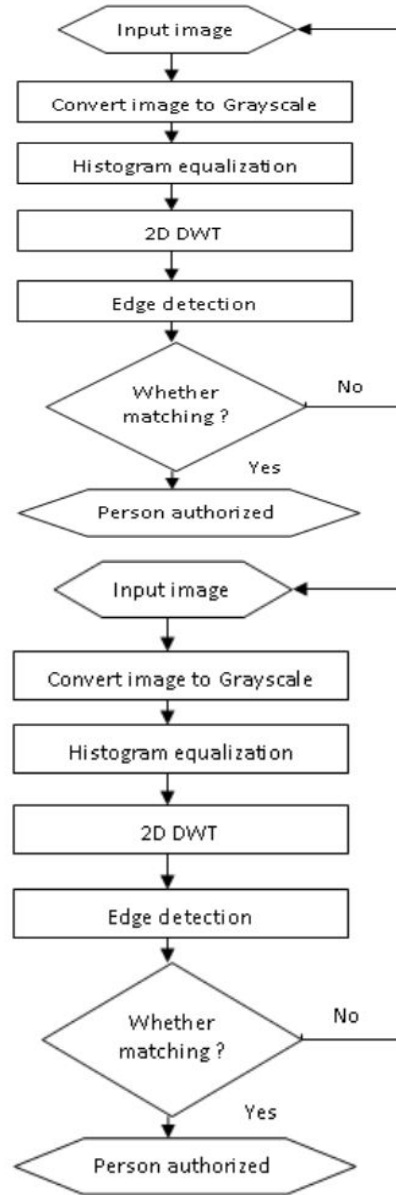 Input image
Convert image to Grayscale
Histogram equalization
2D DWT
Edge detection
Whether
matching ?
No
Yes
Person authorized
Input image
Convert image to Grayscale
Histogram equalization
2D DWT
Edge detection
Whether
matching ?
No
Yes
Person authorized